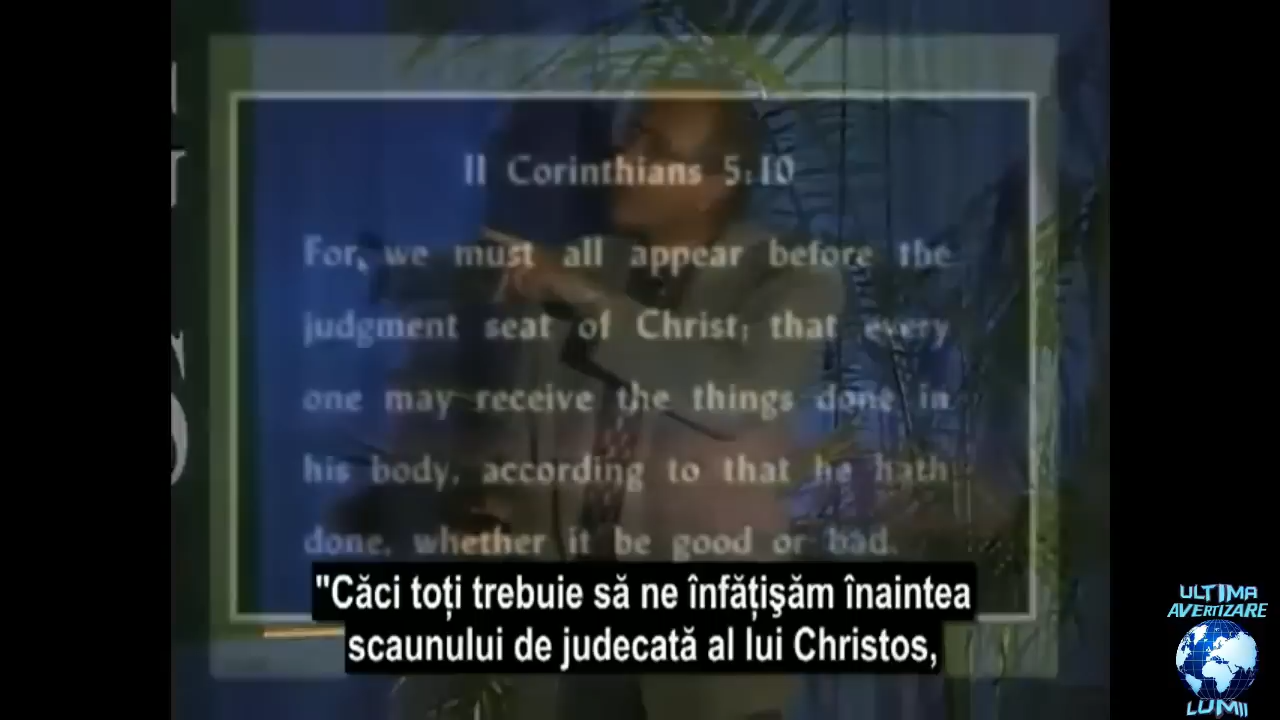 II Corinthians 5:10
For, we must all appear before the
judgment seat of Christ; that every
one may receive the things done in
his body, according to that he hath
done, whether it be good or bad.
"Căci toți trebuie să ne înfățişăm înaintea
scaunului de judecată al lui Christos,
ULTIMA
AVERTIZARE
LUMII